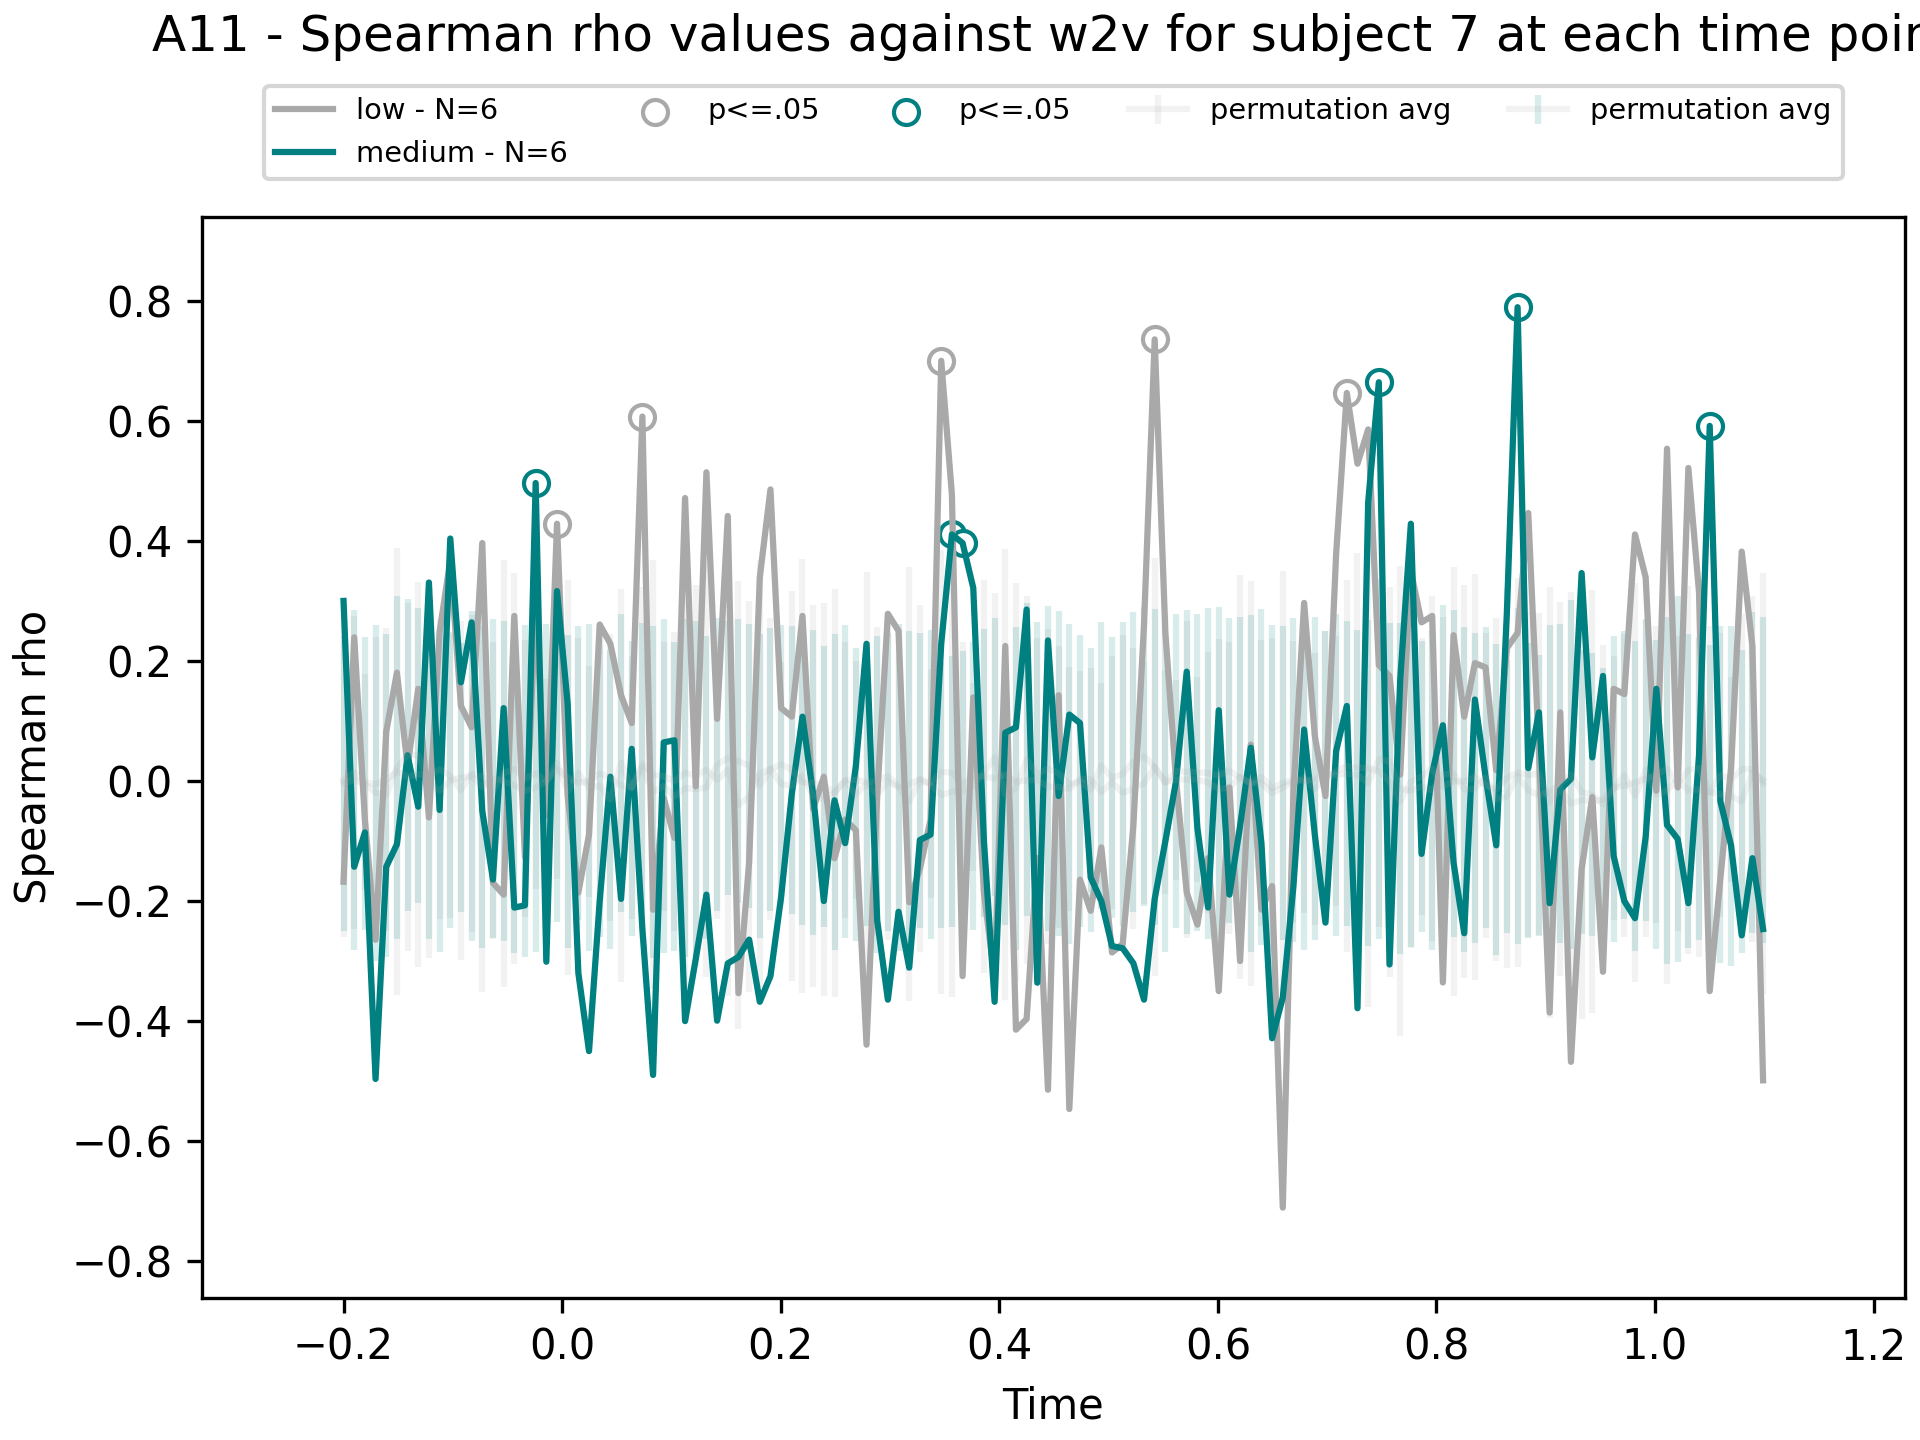 A11 - Spearman rho values against w2v for subject 7 at each time poin
low - N=6
medium - N=6
p<=.05
p<=.05
permutation avg
permutation avg
Spearman rho
0.8
0.6
0.4
0.2
0.0
−0.2
−0.4
−0.6
−0.8
−0.2 0.0 0.2 0.4 0.6 0.8 1.0 1.2
Time